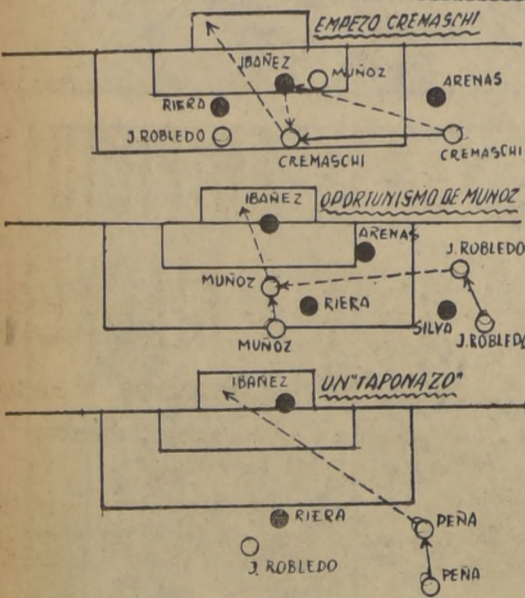 EMPEZO CREMASCHI
IBAÑEZ
MUÑOZ
RIERA
ARENAS
J. ROBLEDO
CREMASCHI
CREMASCHI
IBAÑEZ
OPORTUNISMO DE MUÑOZ
ARENAS
J. ROBLEDO
MUÑOZ
RIERA
SILVA
J. ROBLEDO
MUÑOZ
IBAÑEZ
UN "TAPONAZO"
RIERA
PEÑA
J. ROBLEDO
PEÑA